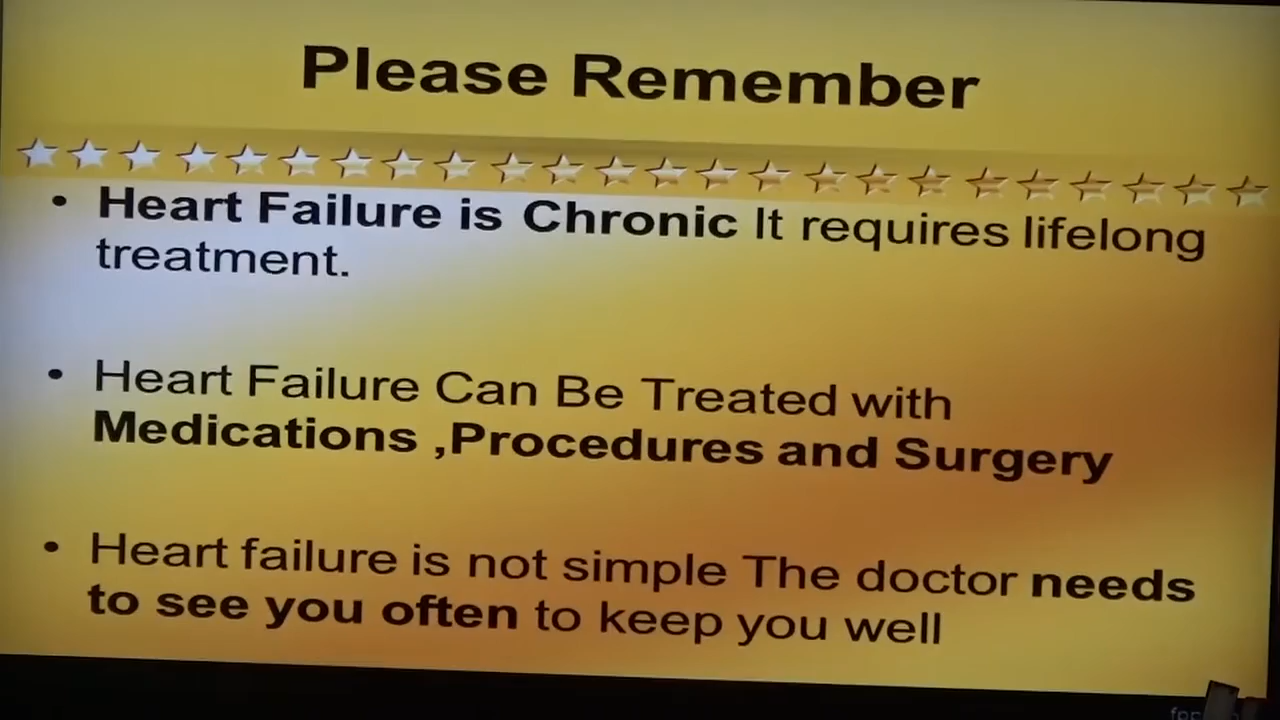 Please Remember
• Heart Failure is Chronic It requires lifelong
treatment.
• Heart Failure Can Be Treated with
Medications ,Procedures and Surgery
• Heart failure is not simple The doctor needs
to see you often to keep you well